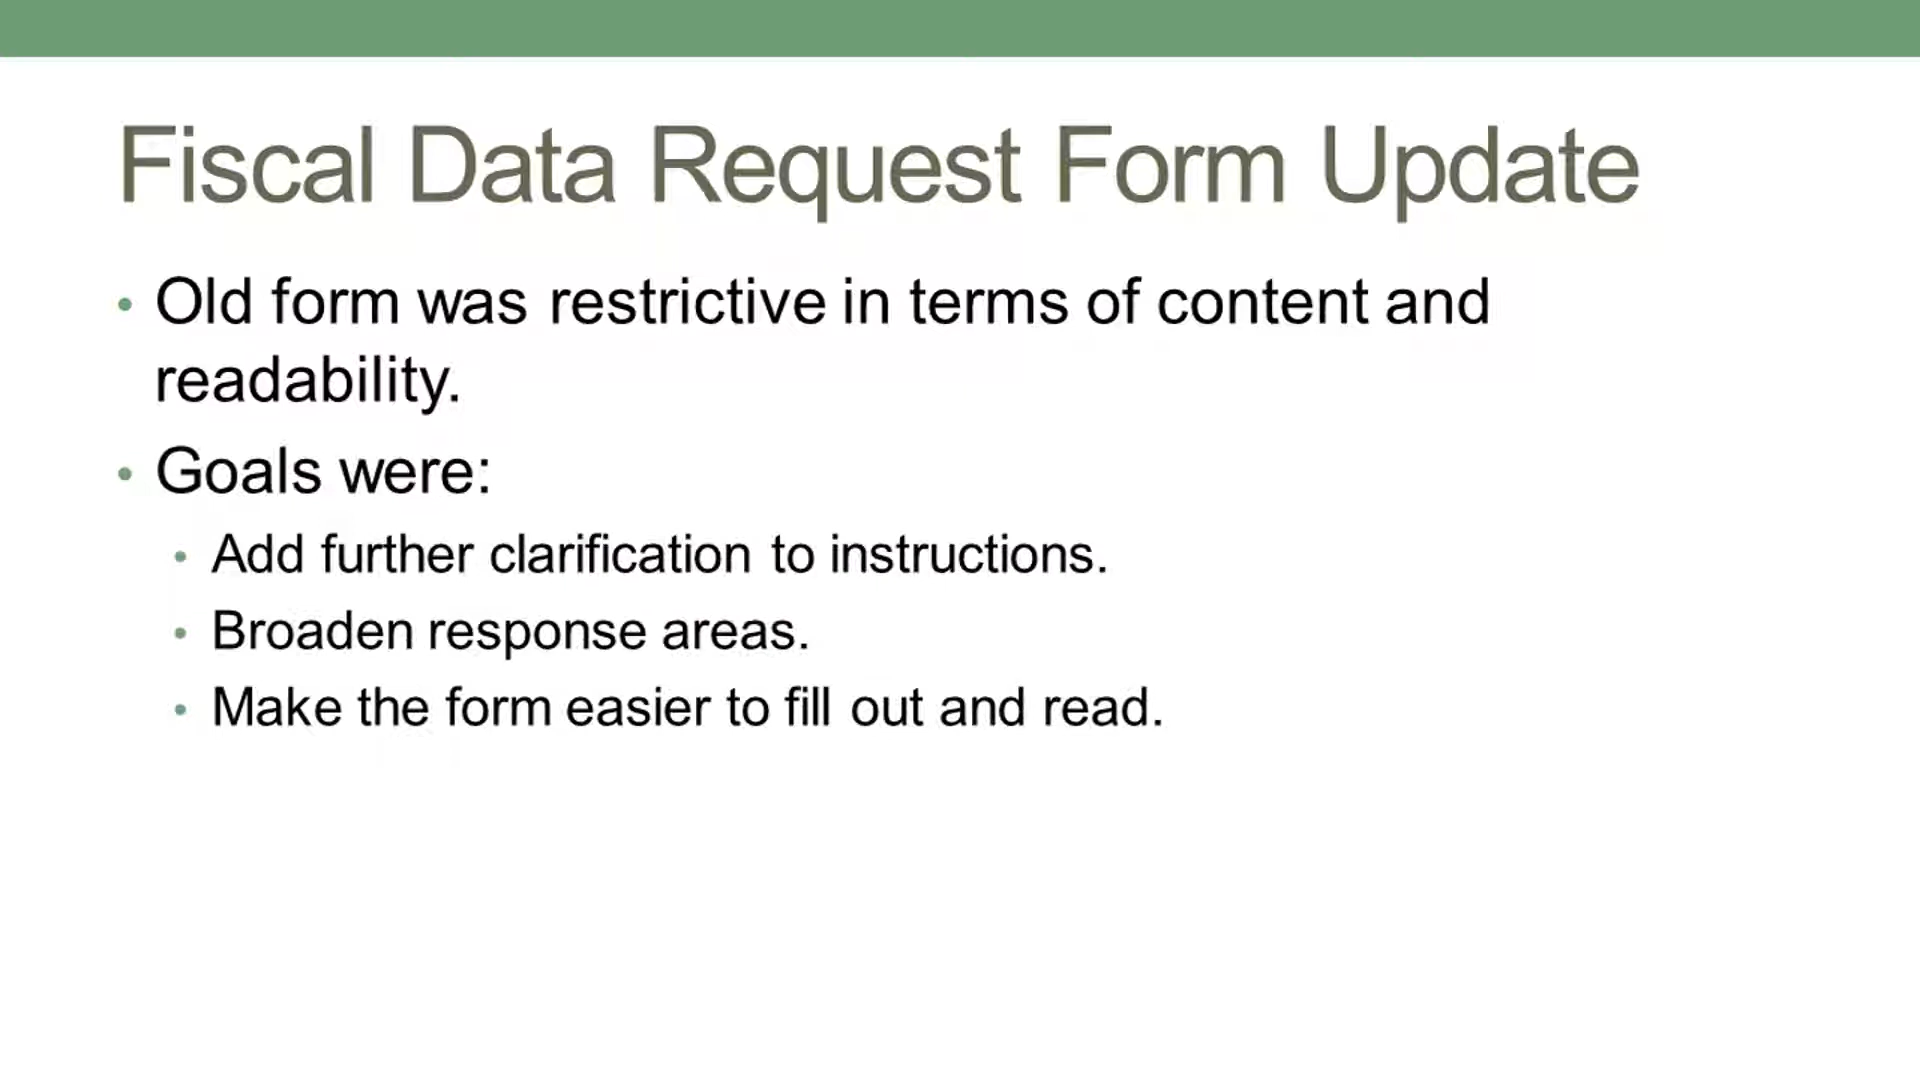 Fiscal Data Request Form Update
• Old form was restrictive in terms of content and
readability.
• Goals were:
• Add further clarification to instructions.
• Broaden response areas.
• Make the form easier to fill out and read.